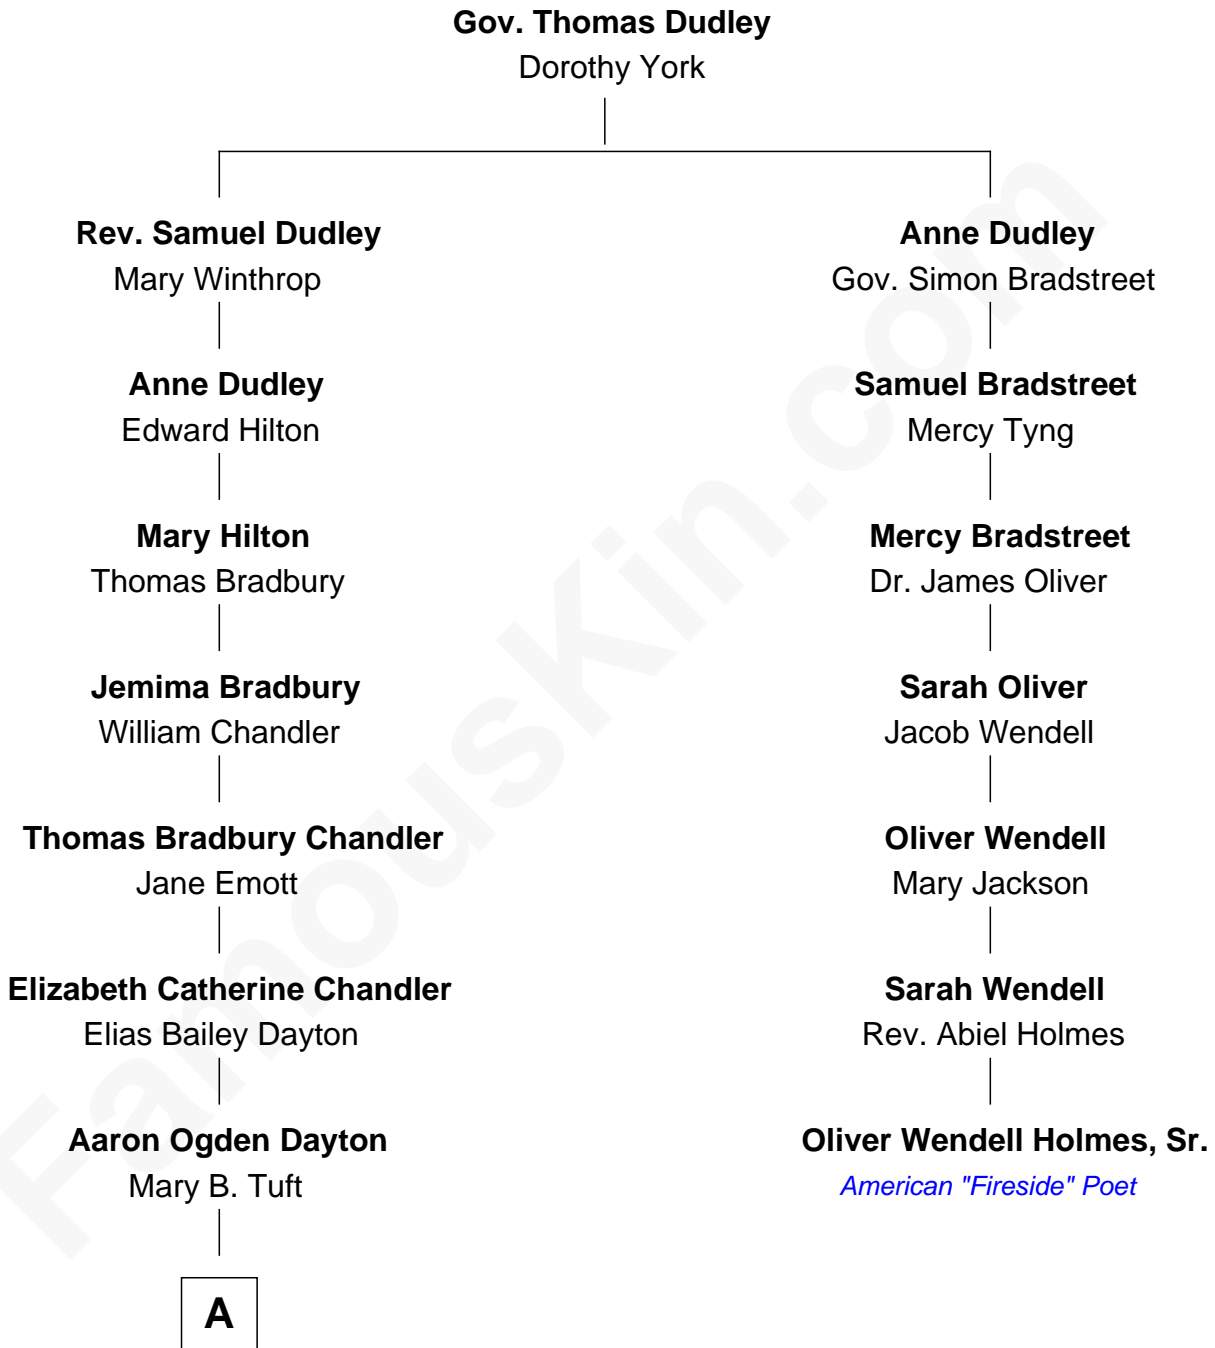 Gov. Thomas Dudley
Dorothy York
Rev. Samuel Dudley
Mary Winthrop
Anne Dudley
Gov. Simon Bradstreet
Anne Dudley
Edward Hilton
Samuel Bradstreet
Mercy Tyng
Mary Hilton
Thomas Bradbury
Mercy Bradstreet
Dr. James Oliver
Jemima Bradbury
William Chandler
Sarah Oliver
Jacob Wendell
Thomas Bradbury Chandler
Jane Emott
Oliver Wendell
Mary Jackson
Elizabeth Catherine Chandler
Elias Bailey Dayton
Sarah Wendell
Rev. Abiel Holmes
Aaron Ogden Dayton
Mary B. Tuft
Oliver Wendell Holmes, Sr.
American "Fireside" Poet
A
FamousKin.com